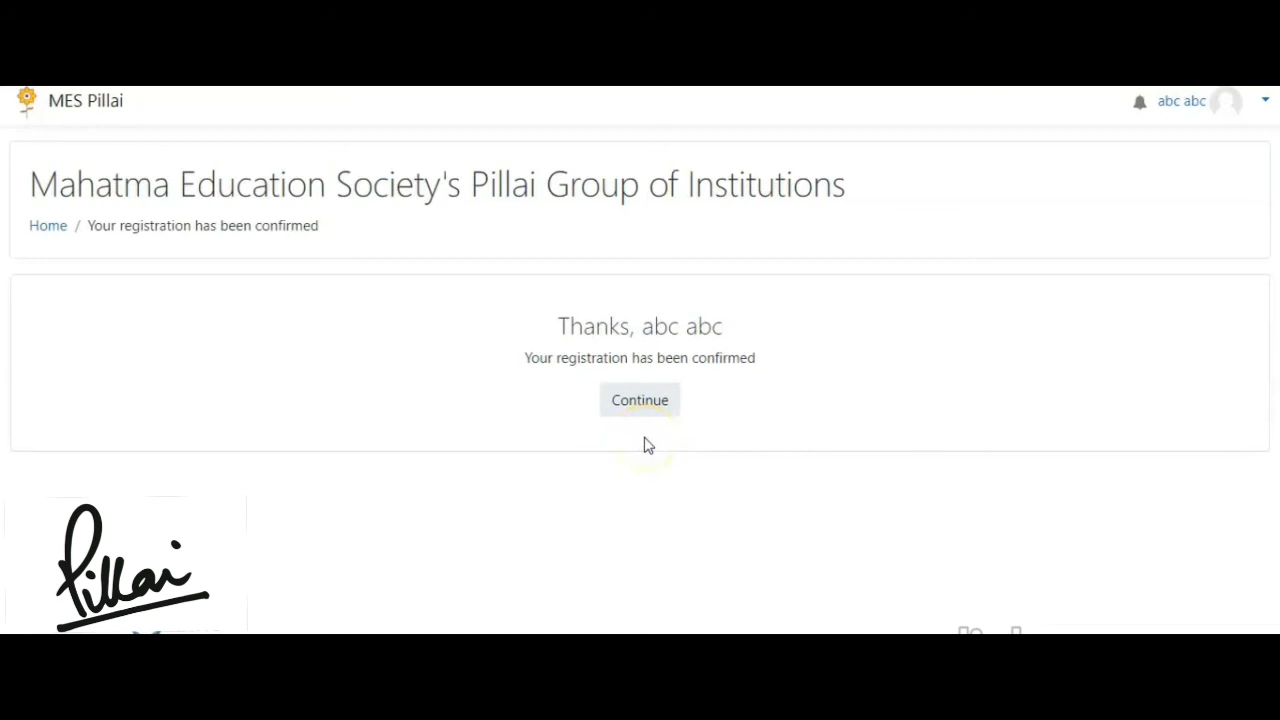 MES Pillai
abc abc
Mahatma Education Society's Pillai Group of Institutions
Home / Your registration has been confirmed
Thanks, abc abc
Your registration has been confirmed
Continue
Pillai